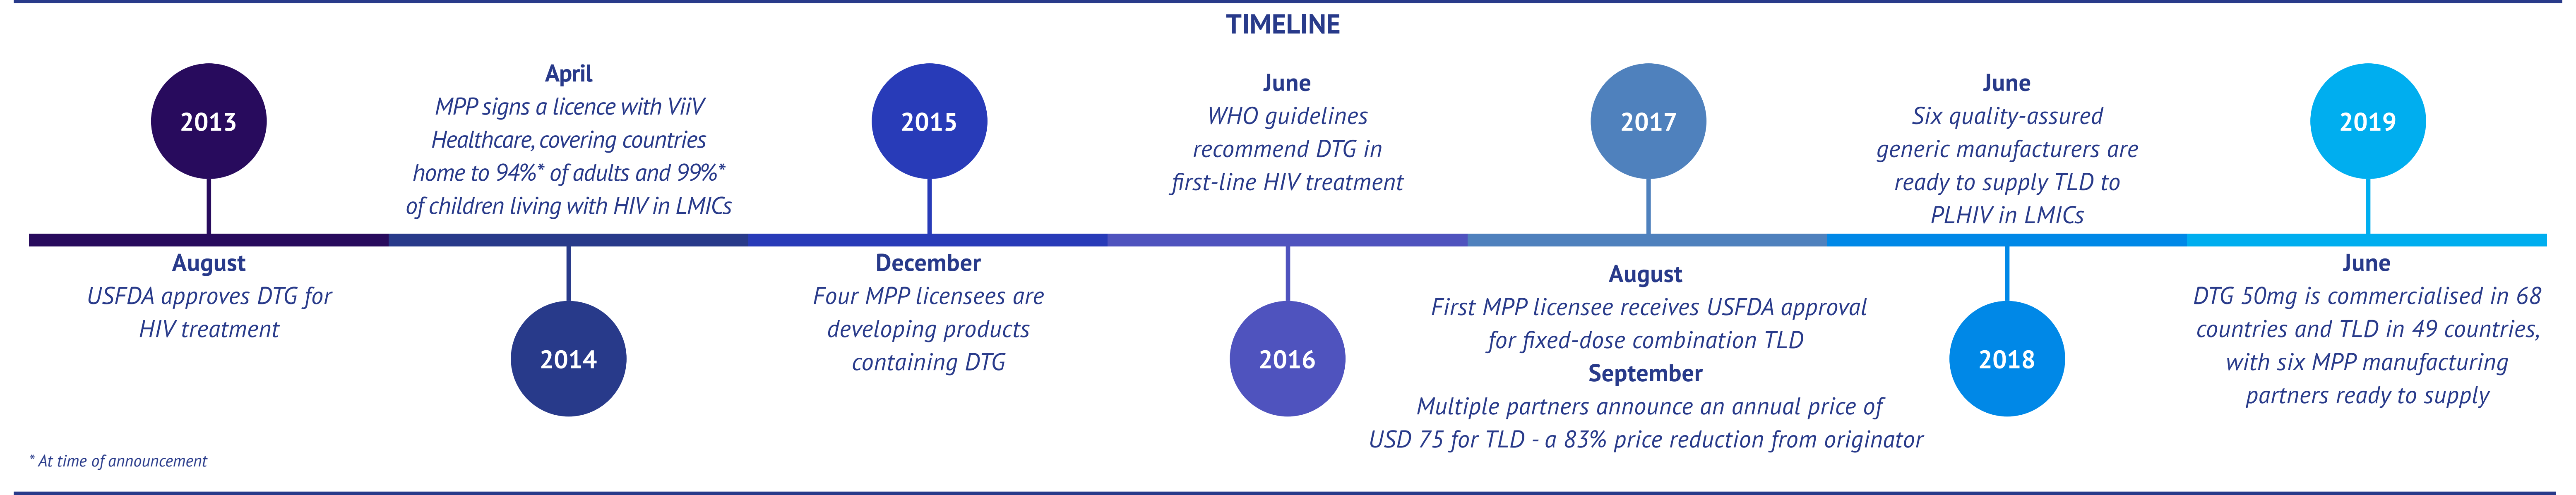 TIMELINE
2013
August
USFDA approves DTG for
HIV treatment
April
MPP signs a licence with ViiV
Healthcare, covering countries
home to 94%* of adults and 99%*
of children living with HIV in LMICs
2014
2015
December
Four MPP licensees are
developing products
containing DTG
June
WHO guidelines
recommend DTG in
first-line HIV treatment
2016
2017
August
First MPP licensee receives USFDA approval
for fixed-dose combination TLD
September
Multiple partners announce an annual price of
USD 75 for TLD - a 83% price reduction from originator
June
Six quality-assured
generic manufacturers are
ready to supply TLD to
PLHIV in LMICs
2018
2019
June
DTG 50mg is commercialised in 68
countries and TLD in 49 countries,
with six MPP manufacturing
partners ready to supply
* At time of announcement